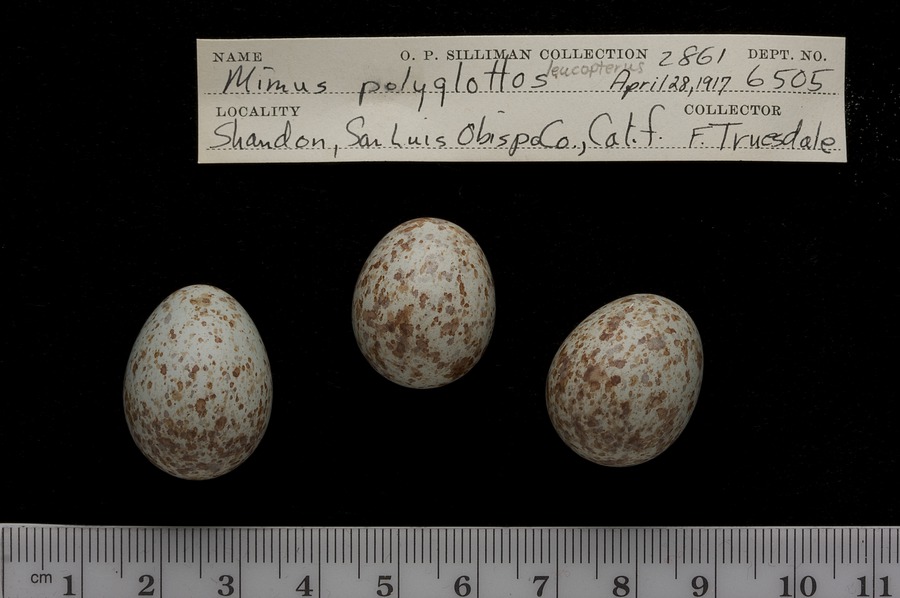 NAME O. P. SILLIMAN COLLECTION 2861 DEPT. NO.
Mimus polyglottos leucopterus April 28, 1917 6505
LOCALITY COLLECTOR
Shandon, San Luis Obispo Co., Calif. F. Truesdale
cm 1 2 3 4 5 6 7 8 9 10 11